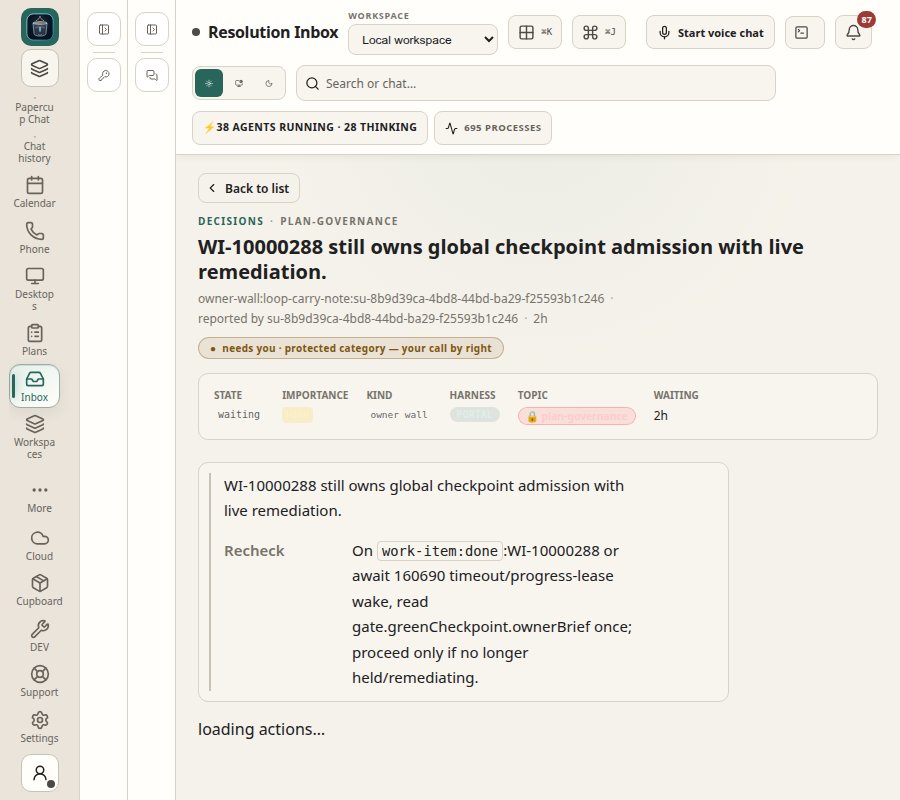 Resolution Inbox
WORKSPACE
Local workspace
⌘K
⌘J
Start voice chat
87
Search or chat...
⚡38 AGENTS RUNNING · 28 THINKING
695 PROCESSES
Papercu
p Chat
Chat
history
Calendar
Phone
Desktop
s
Plans
Inbox
Workspa
ces
More
Cloud
Cupboard
DEV
Support
Settings
Back to list
DECISIONS · PLAN-GOVERNANCE
WI-10000288 still owns global checkpoint admission with live
remediation.
owner-wall:loop-carry-note:su-8b9d39ca-4bd8-44bd-ba29-f25593b1c246 ·
reported by su-8b9d39ca-4bd8-44bd-ba29-f25593b1c246 · 2h
● needs you · protected category — your call by right
STATE
waiting
IMPORTANCE
KIND
owner wall
HARNESS
TOPIC
🔒 plan-governance
WAITING
2h
WI-10000288 still owns global checkpoint admission with
live remediation.
Recheck
On work-item:done:WI-10000288 or
await 160690 timeout/progress-lease
wake, read
gate.greenCheckpoint.ownerBrief once;
proceed only if no longer
held/remediating.
loading actions…